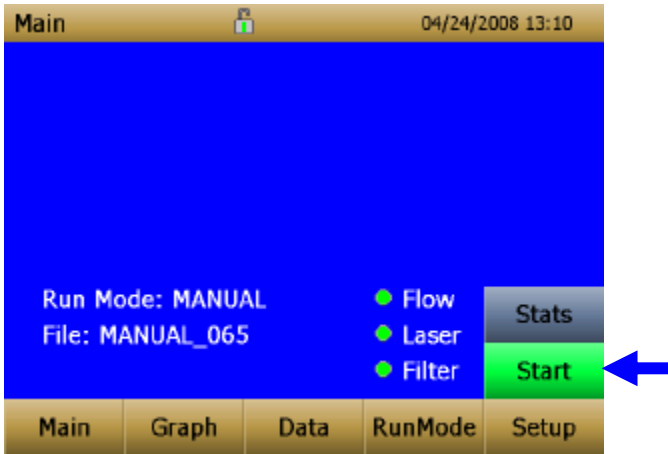 Main 04/24/2008 13:10
Run Mode: MANUAL
File: MANUAL_065
Flow
Laser
Filter
Stats
Start
Main Graph Data RunMode Setup